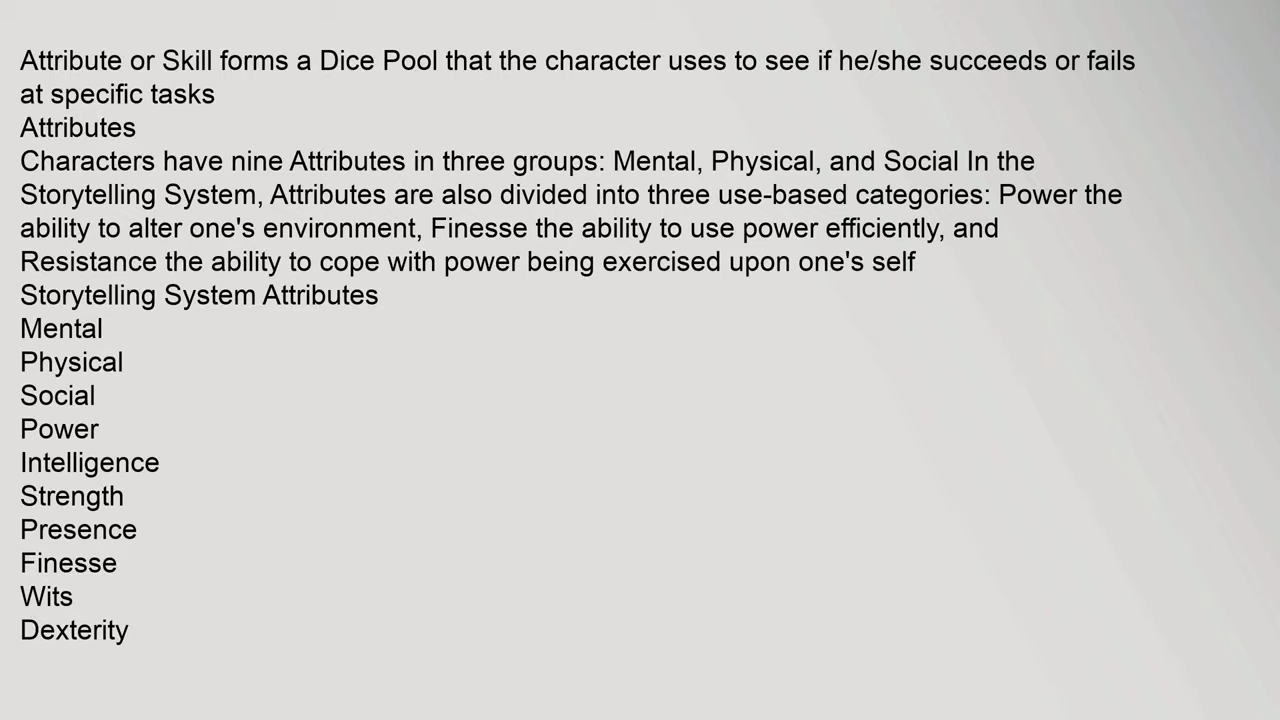 Attribute or Skill forms a Dice Pool that the character uses to see if he/she succeeds or fails
at specific tasks
Attributes
Characters have nine Attributes in three groups: Mental, Physical, and Social In the
Storytelling System, Attributes are also divided into three use-based categories: Power the
ability to alter one's environment, Finesse the ability to use power efficiently, and
Resistance the ability to cope with power being exercised upon one's self
Storytelling System Attributes
Mental
Physical
Social
Power
Intelligence
Strength
Presence
Finesse
Wits
Dexterity